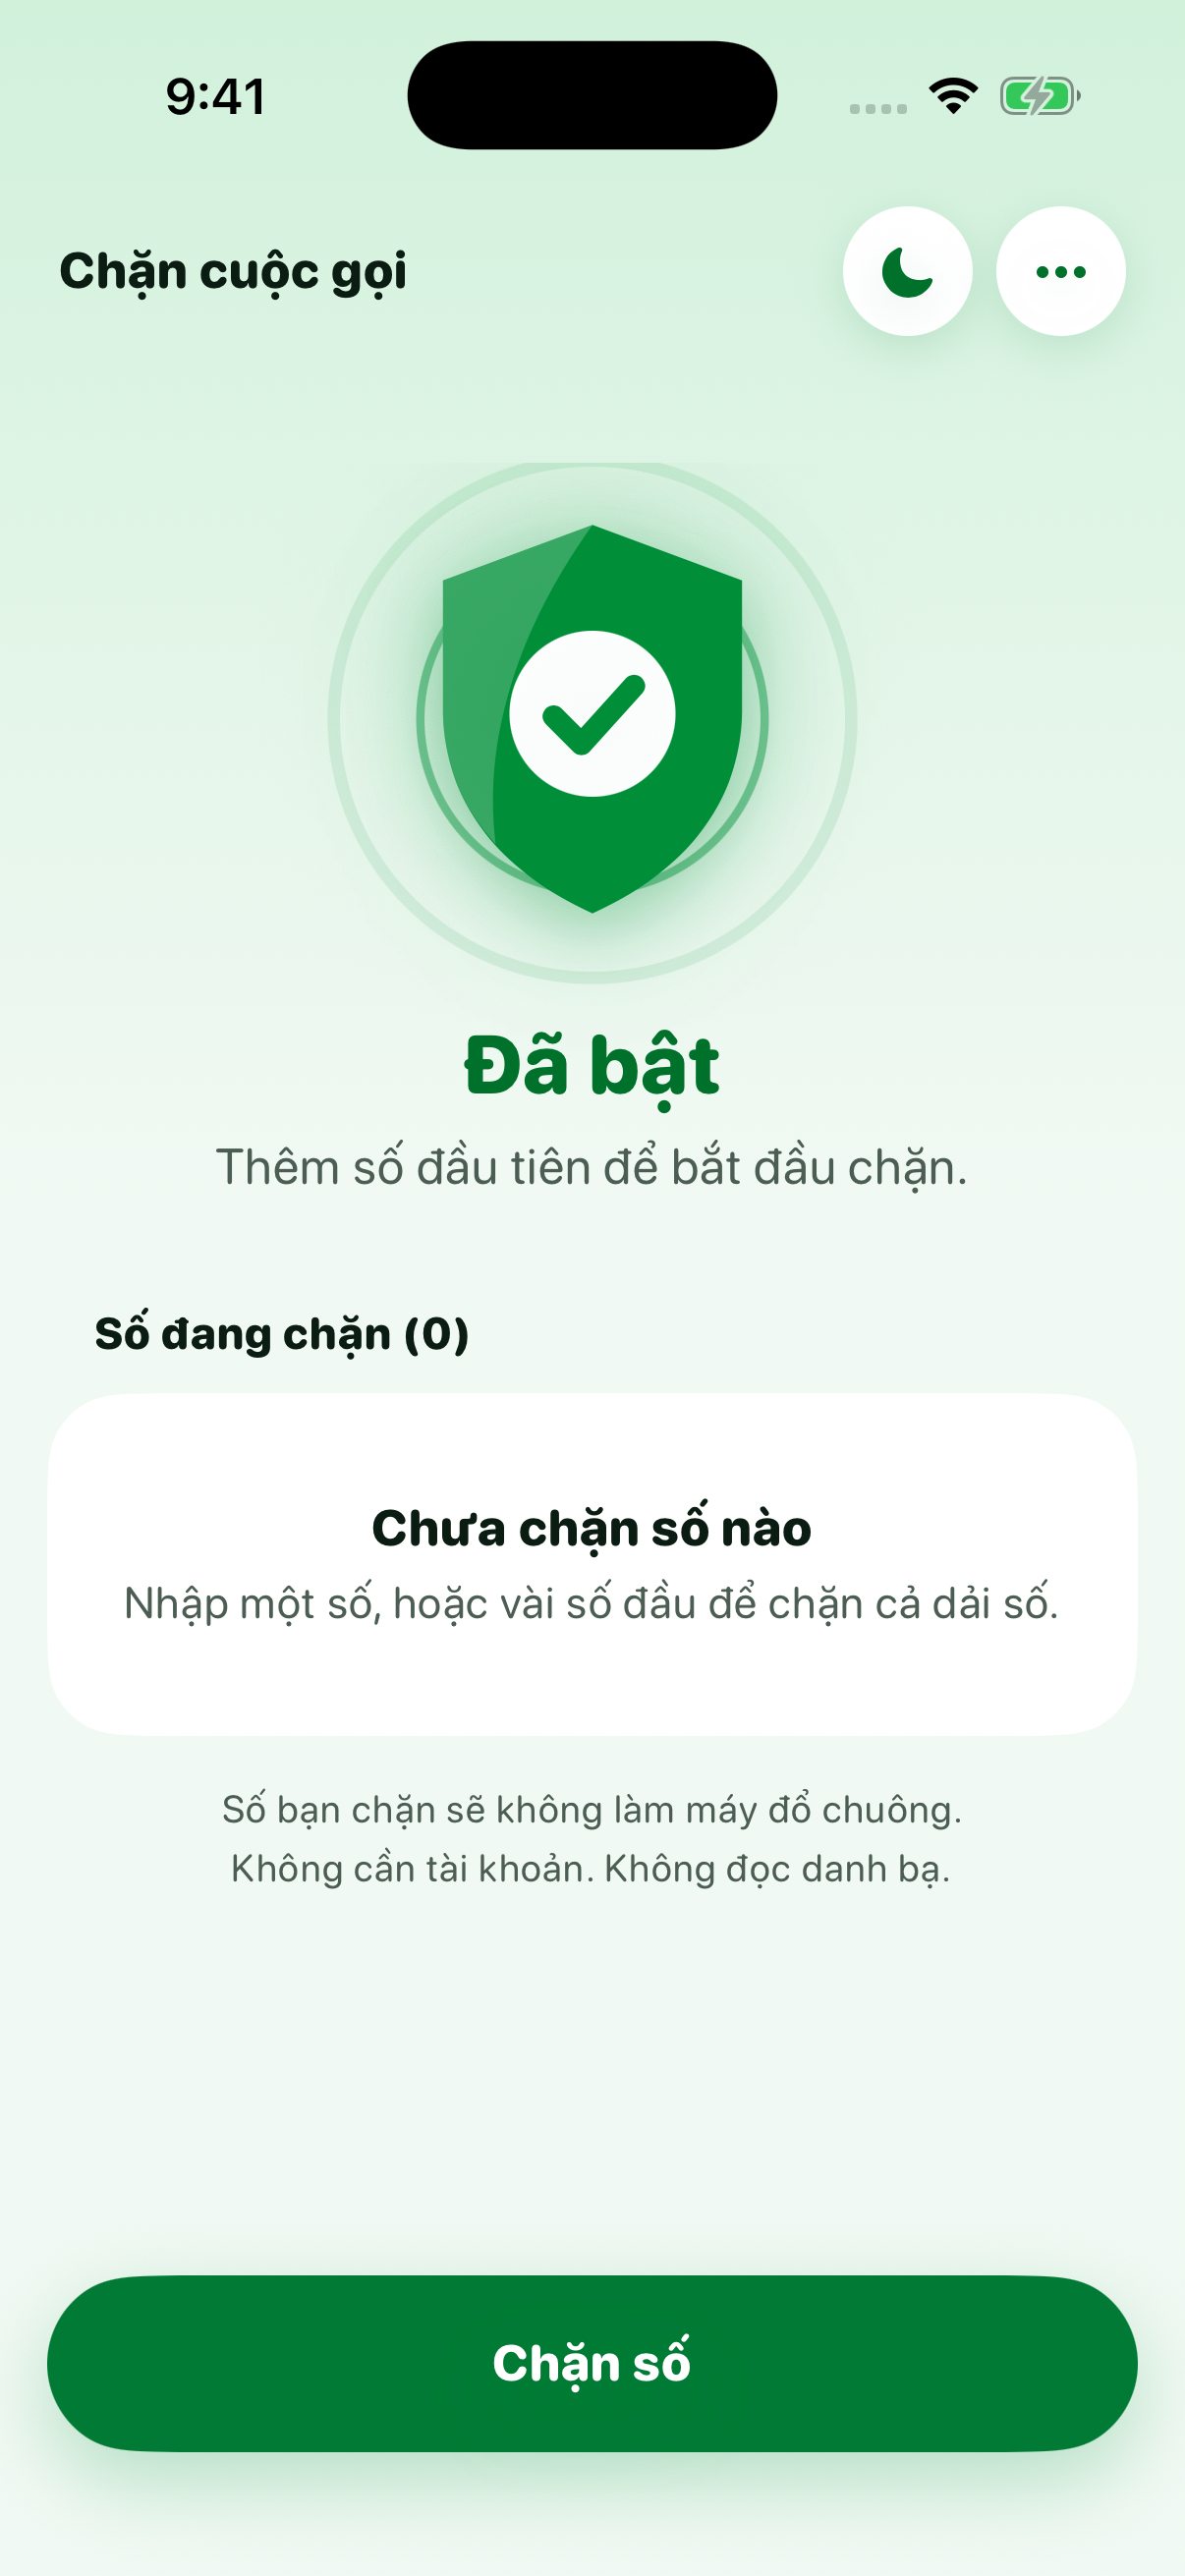 9:41
Chặn cuộc gọi
Đã bật
Thêm số đầu tiên để bắt đầu chặn.
Số đang chặn (0)
Chưa chặn số nào
Nhập một số, hoặc vài số đầu để chặn cả dải số.
Số bạn chặn sẽ không làm máy đổ chuông.
Không cần tài khoản. Không đọc danh bạ.
Chặn số